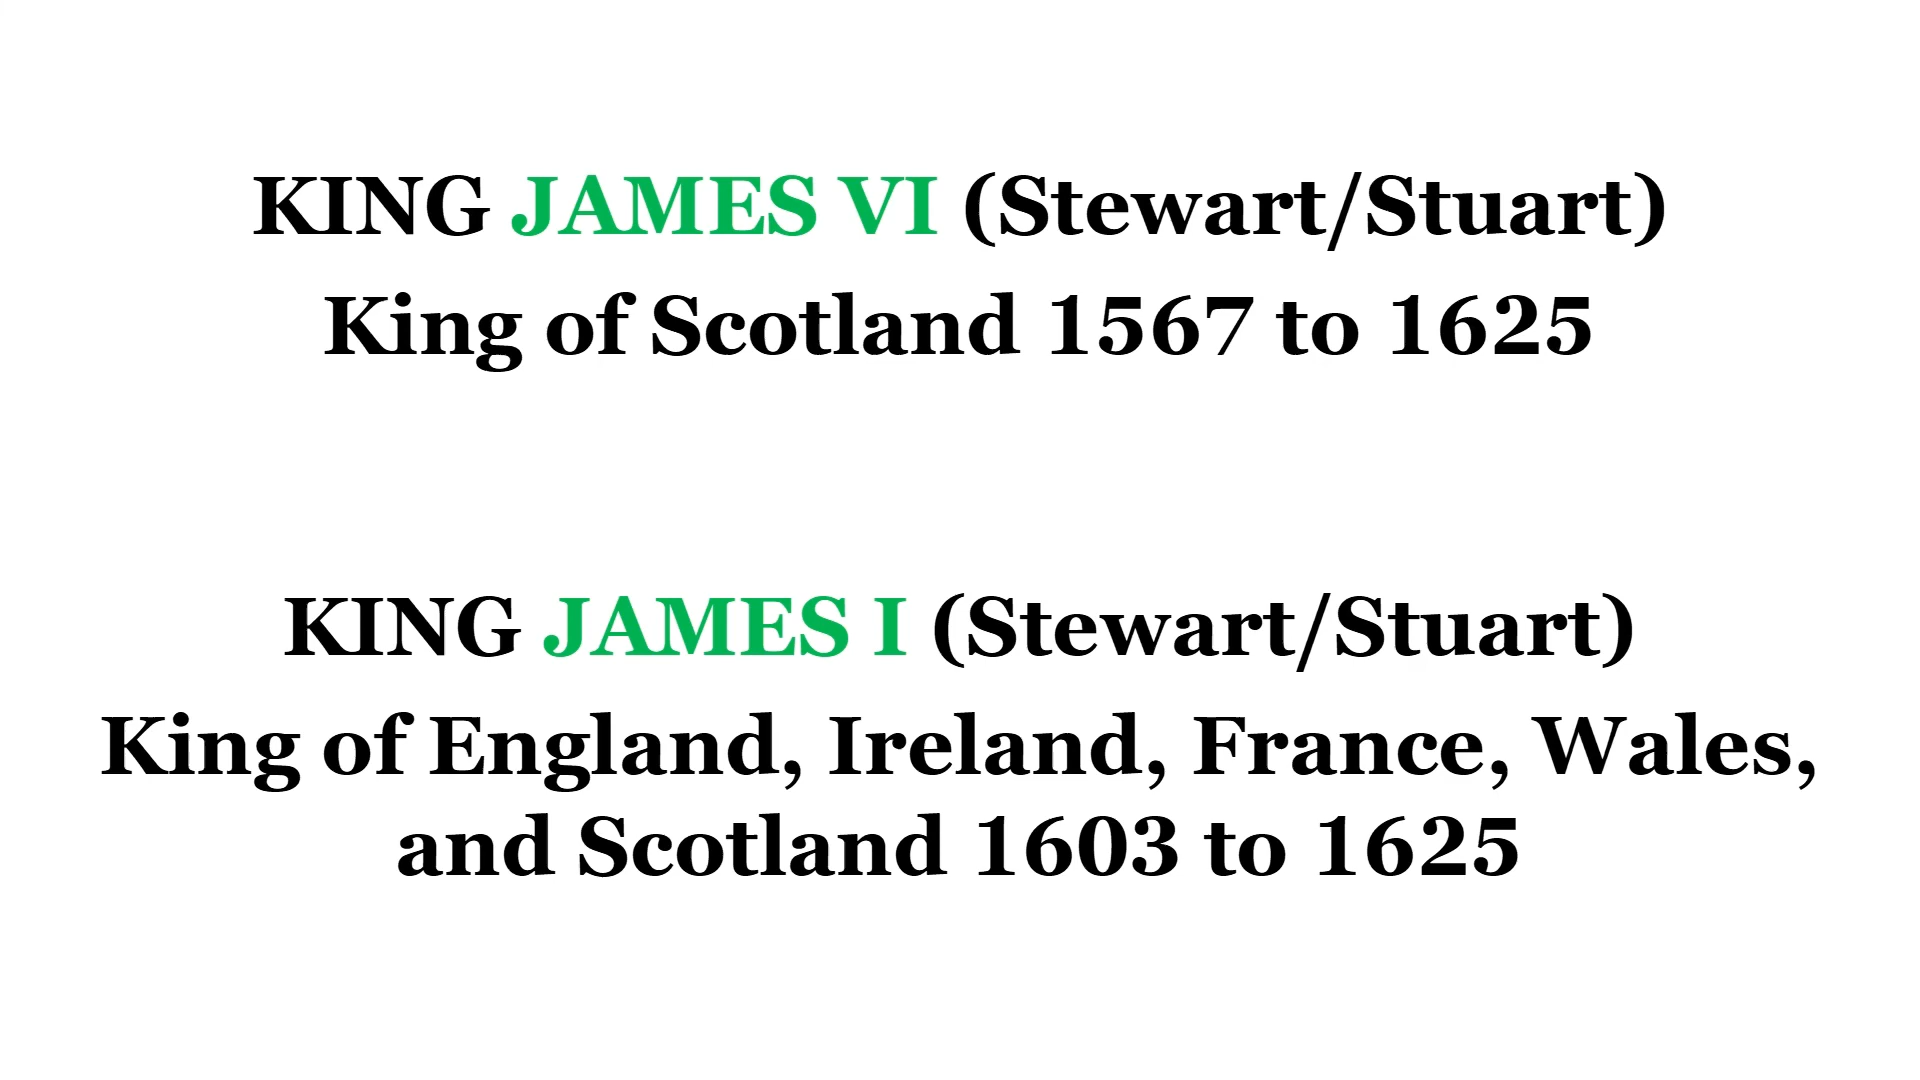 KING JAMES VI (Stewart/Stuart)
King of Scotland 1567 to 1625
KING JAMES I (Stewart/Stuart)
King of England, Ireland, France, Wales,
and Scotland 1603 to 1625